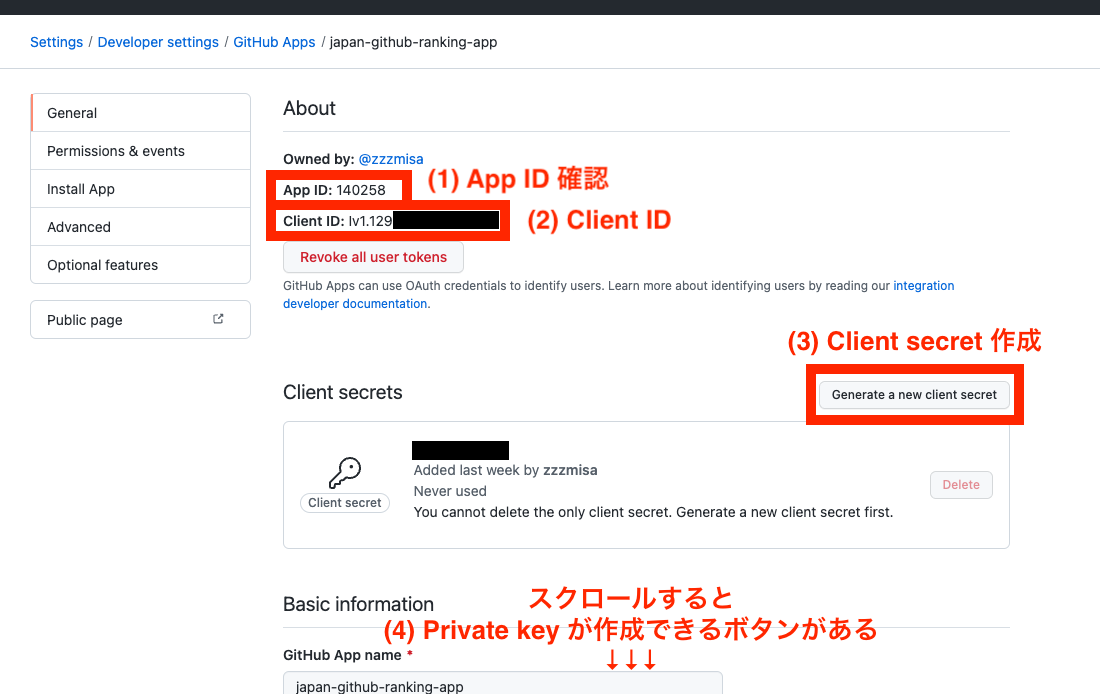 Settings / Developer settings / GitHub Apps / japan-github-ranking-app
General
Permissions & events
Install App
Advanced
Optional features
Public page
About
Owned by: @zzzmisa
App ID: 140258
(1) App ID 確認
Client ID: Iv1.129
(2) Client ID
Revoke all user tokens
GitHub Apps can use OAuth credentials to identify users. Learn more about identifying users by reading our integration
developer documentation.
(3) Client secret 作成
Client secrets
Generate a new client secret
Client secret
Added last week by zzzmisa
Never used
You cannot delete the only client secret. Generate a new client secret first.
Delete
Basic information
スクロールすると
(4) Private key が作成できるボタンがある
↓↓↓
GitHub App name *
japan-github-ranking-app